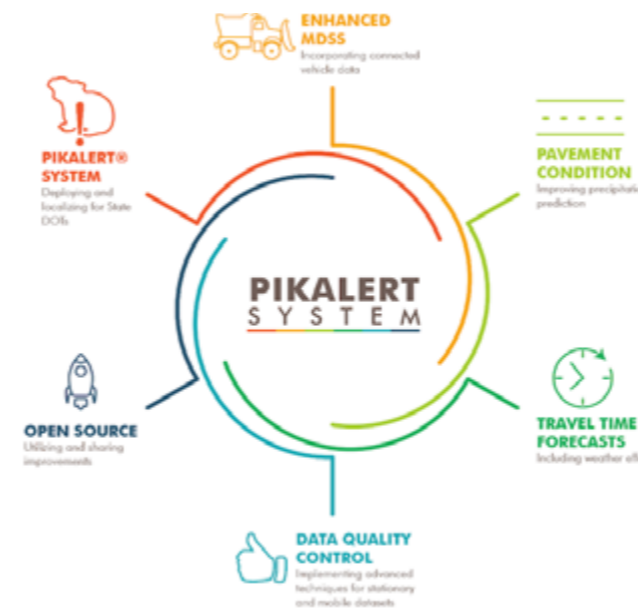 ENHANCED
MDSS
Incorporating connected
vehicle data
PIKALERT®
SYSTEM
Deploying and
localizing for State
DOTs
PAVEMENT
CONDITION
Improving
prediction
PIKALERT
SYSTEM
OPEN SOURCE
Utilizing and sharing
improvements
TRAVEL TIME
FORECASTS
Including weather
DATA QUALITY
CONTROL
Implementing advanced
techniques for stationary
and mobile datasets